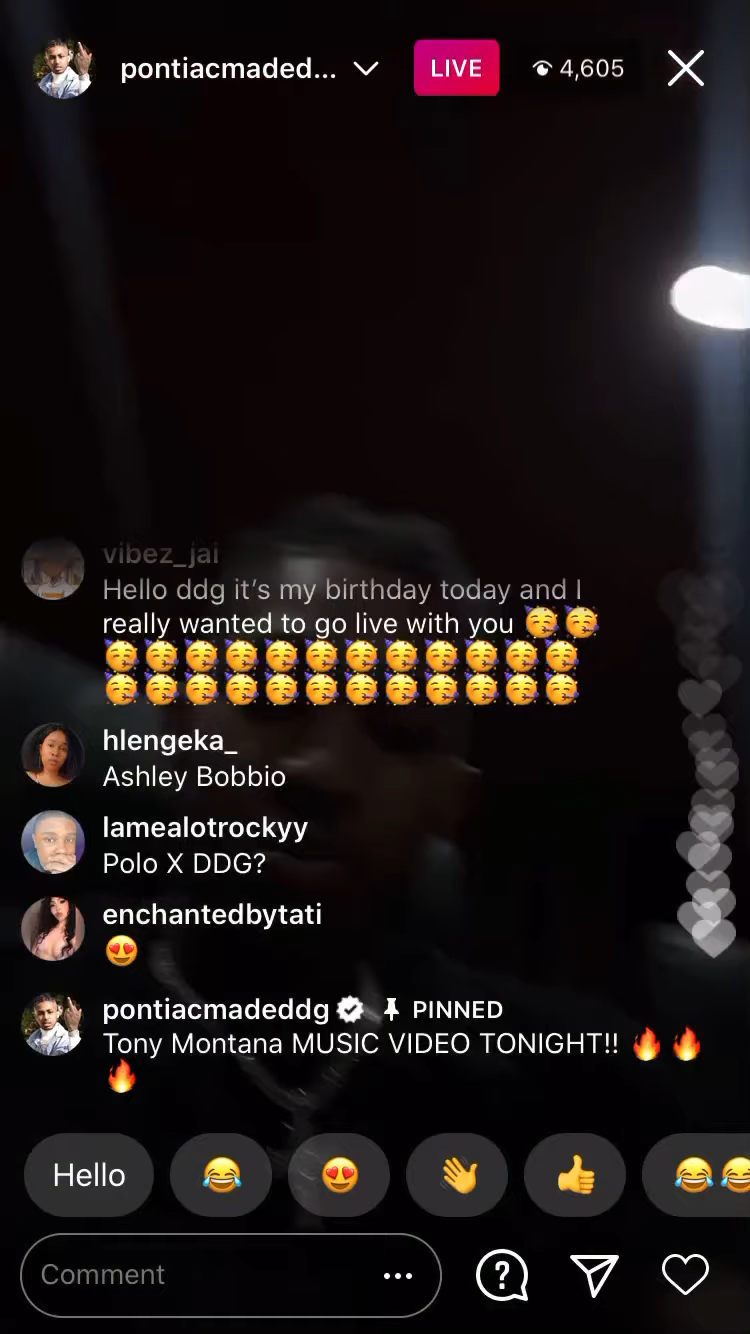 pontiacmaded... LIVE 4,605
vibez_jai
Hello ddg it's my birthday today and I
really wanted to go live with you 🥳🥳
🥳🥳🥳🥳🥳🥳🥳🥳🥳🥳🥳🥳
🥳🥳🥳🥳🥳🥳🥳🥳🥳🥳🥳🥳
hlengeka_
Ashley Bobbio
lamealotrockyy
Polo X DDG?
enchantedbytati
😍
pontiacmadeddg PINNED
Tony Montana MUSIC VIDEO TONIGHT!! 🔥🔥
🔥
Hello 😂 😍 👋 👍 😂😂
Comment